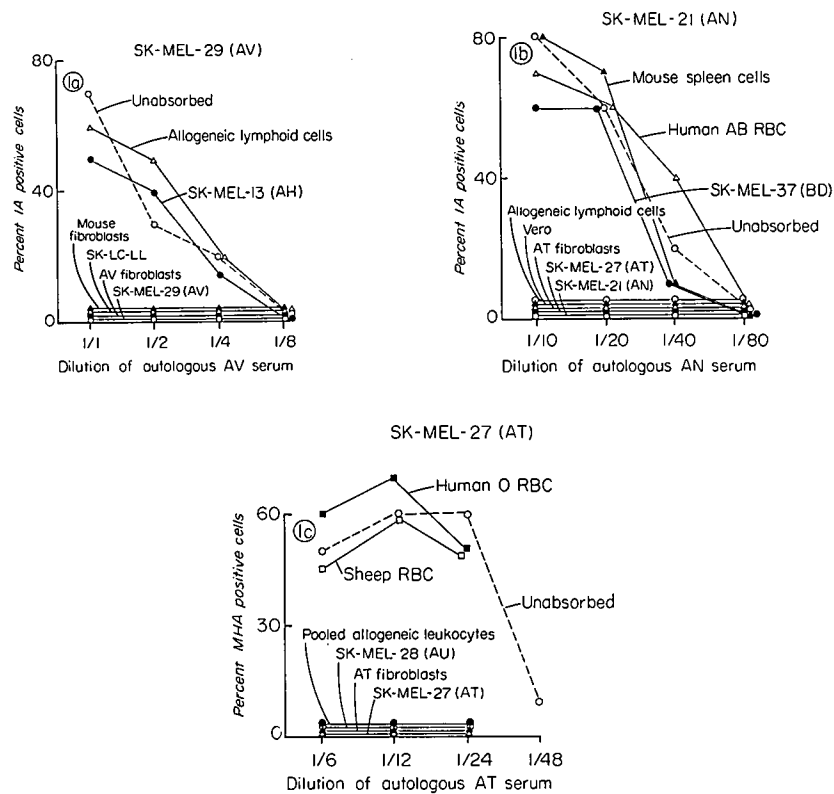 SK-MEL-29 (AV)
80
1a
Unabsorbed
Allogeneic lymphoid cells
40
SK-MEL-13 (AH)
Mouse
fibroblasts
SK-LC-LL
AV fibroblasts
SK-MEL-29 (AV)
0
Percent IA positive cells
1/1 1/2 1/4 1/8
Dilution of autologous AV serum
SK-MEL-21 (AN)
80
1b
Mouse spleen cells
Human AB RBC
40
SK-MEL-37 (BD)
Allogeneic lymphoid cells
Unabsorbed
Vero
AT fibroblasts
SK-MEL-27 (AT)
SK-MEL-21 (AN)
0
Percent IA positive cells
1/10 1/20 1/40 1/80
Dilution of autologous AN serum
SK-MEL-27 (AT)
Human O RBC
60
1c
Sheep RBC
Unabsorbed
30
Pooled allogeneic leukocytes
SK-MEL-28 (AU)
AT fibroblasts
SK-MEL-27 (AT)
0
Percent MHA positive cells
1/6 1/12 1/24 1/48
Dilution of autologous AT serum